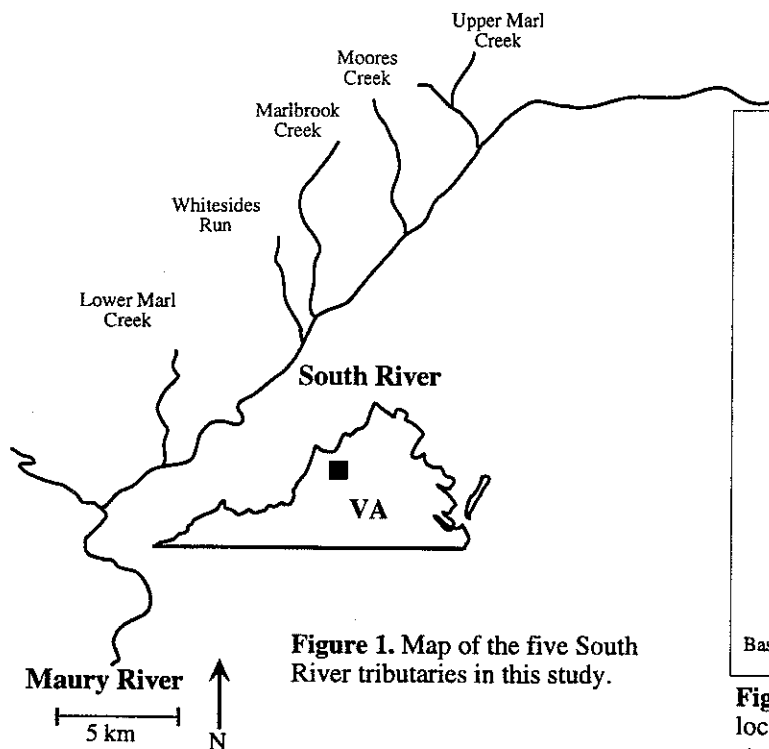 Upper Marl
Creek
Moores
Creek
Marlbrook
Creek
Whitesides
Run
Lower Marl
Creek
South River
VA
Maury River
5 km
N
Figure 1. Map of the five South
River tributaries in this study.
Bas
Fig
loc